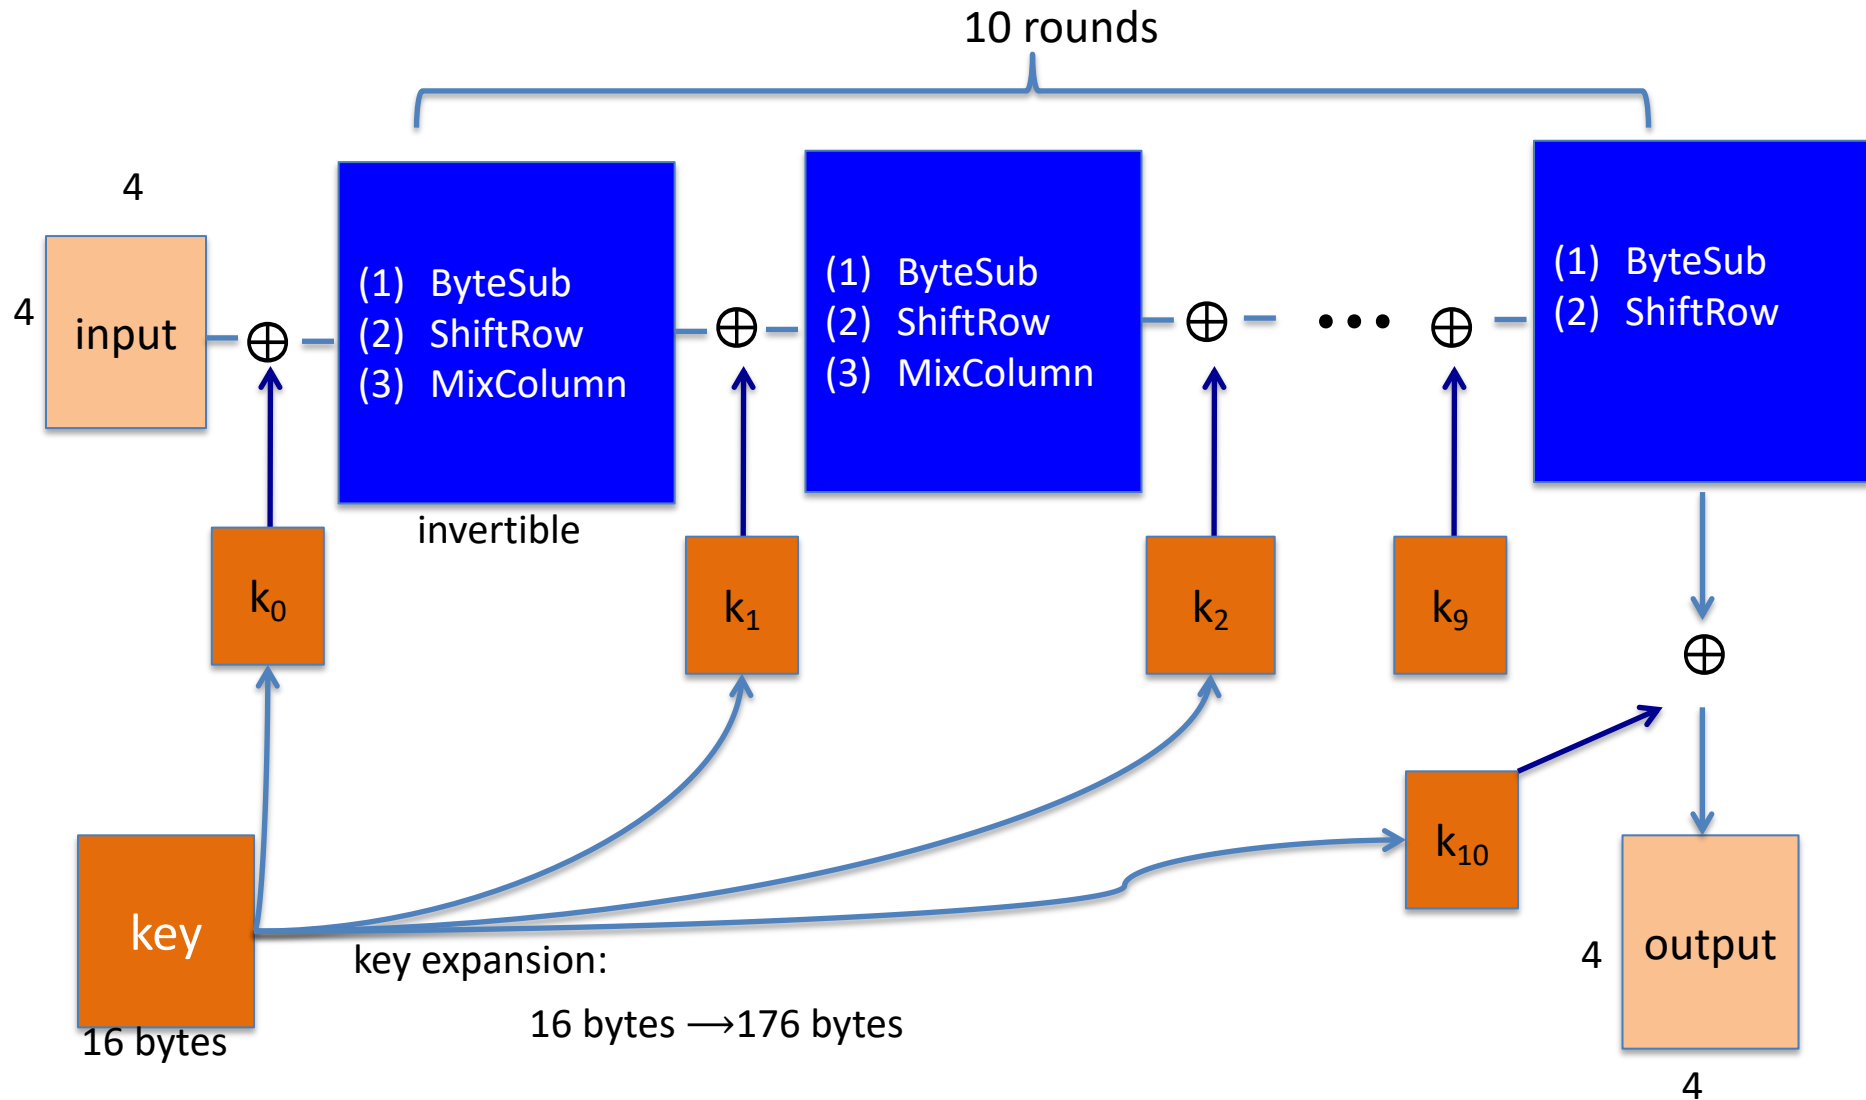 10 rounds
4
4
input
⊕
(1) ByteSub
(2) ShiftRow
(3) MixColumn
invertible
⊕
(1) ByteSub
(2) ShiftRow
(3) MixColumn
⊕
•••
⊕
(1) ByteSub
(2) ShiftRow
k₀
k₁
k₂
k₉
⊕
k₁₀
key
16 bytes
key expansion:
16 bytes ⟶176 bytes
4
output
4